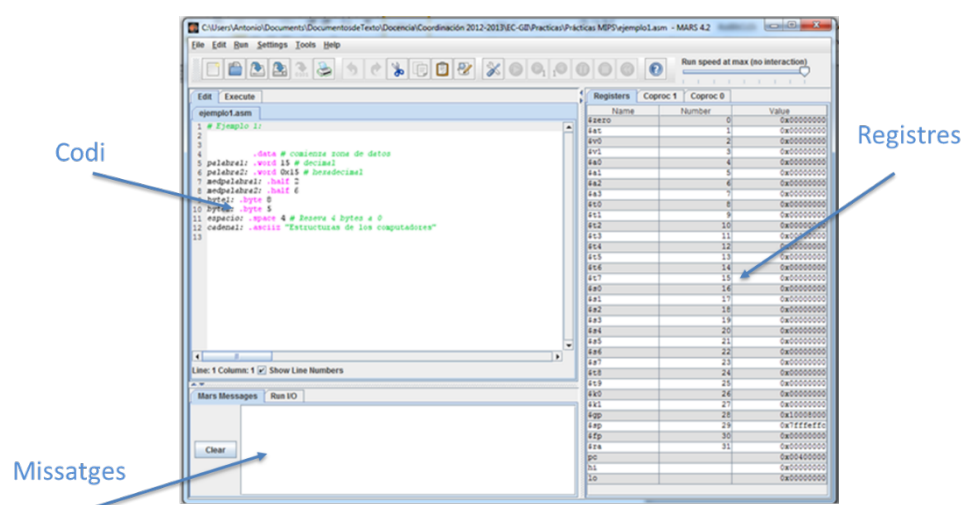 C:\Users\Antonio\Documents\DocumentosdeTexto\Docencia\Coordinación 2012-2013\EC-GII\Practicas\Prácticas MIPS\ejemplo1.asm - MARS 4.2
File Edit Run Settings Tools Help
Run speed at max (no interaction)
Edit Execute
ejemplo1.asm
1 # Ejemplo 1:
2
3
4 .data # comienza zona de datos
5 palabra1: .word 15 # decimal
6 palabra2: .word 0x15 # hexadecimal
7 medpalabra1: .half 2
8 medpalabra2: .half 6
9 byte1: .byte 8
10 byte2: .byte 5
11 espacio: .space 4 # Reserva 4 bytes a 0
12 cadena1: .asciiz "Estructuras de los computadores"
13
Line: 1 Column: 1 Show Line Numbers
Mars Messages Run I/O
Clear
Registers Coproc 1 Coproc 0
Name Number Value
$zero 0 0x00000000
$at 1 0x00000000
$v0 2 0x00000000
$v1 3 0x00000000
$a0 4 0x00000000
$a1 5 0x00000000
$a2 6 0x00000000
$a3 7 0x00000000
$t0 8 0x00000000
$t1 9 0x00000000
$t2 10 0x00000000
$t3 11 0x00000000
$t4 12 0x00000000
$t5 13 0x00000000
$t6 14 0x00000000
$t7 15 0x00000000
$s0 16 0x00000000
$s1 17 0x00000000
$s2 18 0x00000000
$s3 19 0x00000000
$s4 20 0x00000000
$s5 21 0x00000000
$s6 22 0x00000000
$s7 23 0x00000000
$t8 24 0x00000000
$t9 25 0x00000000
$k0 26 0x00000000
$k1 27 0x00000000
$gp 28 0x10008000
$sp 29 0x7fffeffc
$fp 30 0x00000000
$ra 31 0x00000000
pc 0x00400000
hi 0x00000000
lo 0x00000000
Codi
Registres
Missatges